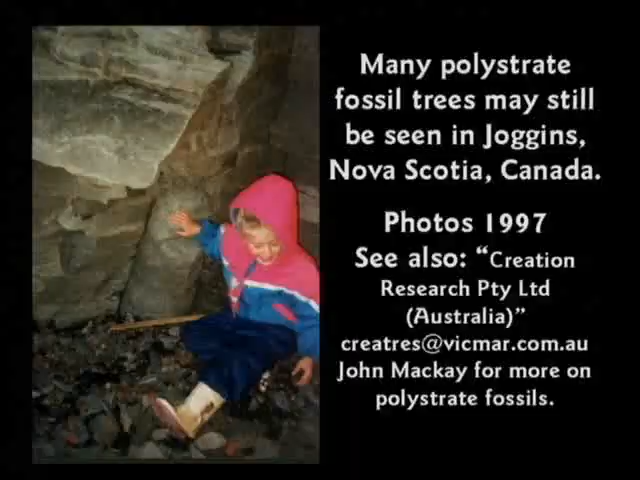 Many polystrate
fossil trees may still
be seen in Joggins,
Nova Scotia, Canada.
Photos 1997
See also: “Creation
Research Pty Ltd
(Australia)”
creatres@vicmar.com.au
John Mackay for more on
polystrate fossils.